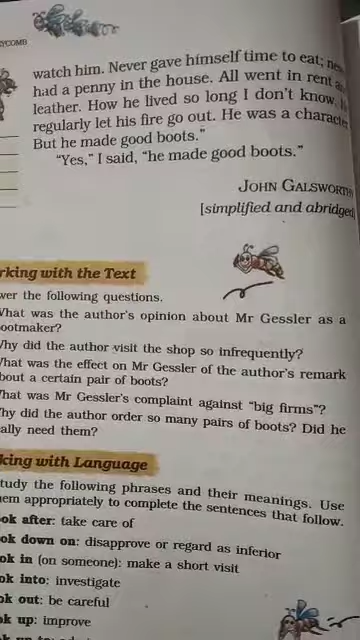 YCOMB
watch him. Never gave himself time to eat;
had a penny in the house. All went in rent
leather. How he lived so long I don't know.
regularly let his fire go out. He was a character
But he made good boots."
"Yes," I said, "he made good boots."
JOHN GALSWORTH
[simplified and abridged
rking with the Text
wer the following questions.
What was the author's opinion about Mr Gessler as a
ootmaker?
Why did the author visit the shop so infrequently?
What was the effect on Mr Gessler of the author's remark
bout a certain pair of boots?
hat was Mr Gessler's complaint against "big firms"?
hy did the author order so many pairs of boots? Did he
ally need them?
king with Language
tudy the following phrases and their meanings. Use
em appropriately to complete the sentences that follow.
ok after: take care of
ok down on: disapprove or regard as inferior
ok in (on someone): make a short visit
ok into: investigate
ok out: be careful
ok up: improve